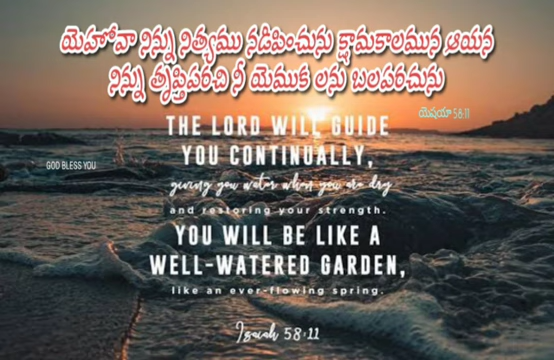 యెహోవా నిన్ను నిత్యము నడిపించును క్షామకాలమున ఆయన
నిన్ను తృప్తిపరచి నీ యెముక లను బలపరచును
యెషయా 58:11
THE LORD WILL GUIDE
YOU CONTINUALLY,
GOD BLESS YOU
giving you water when you are dry
and restoring your strength.
YOU WILL BE LIKE A
WELL-WATERED GARDEN,
like an ever-flowing spring.
Isaiah 58:11